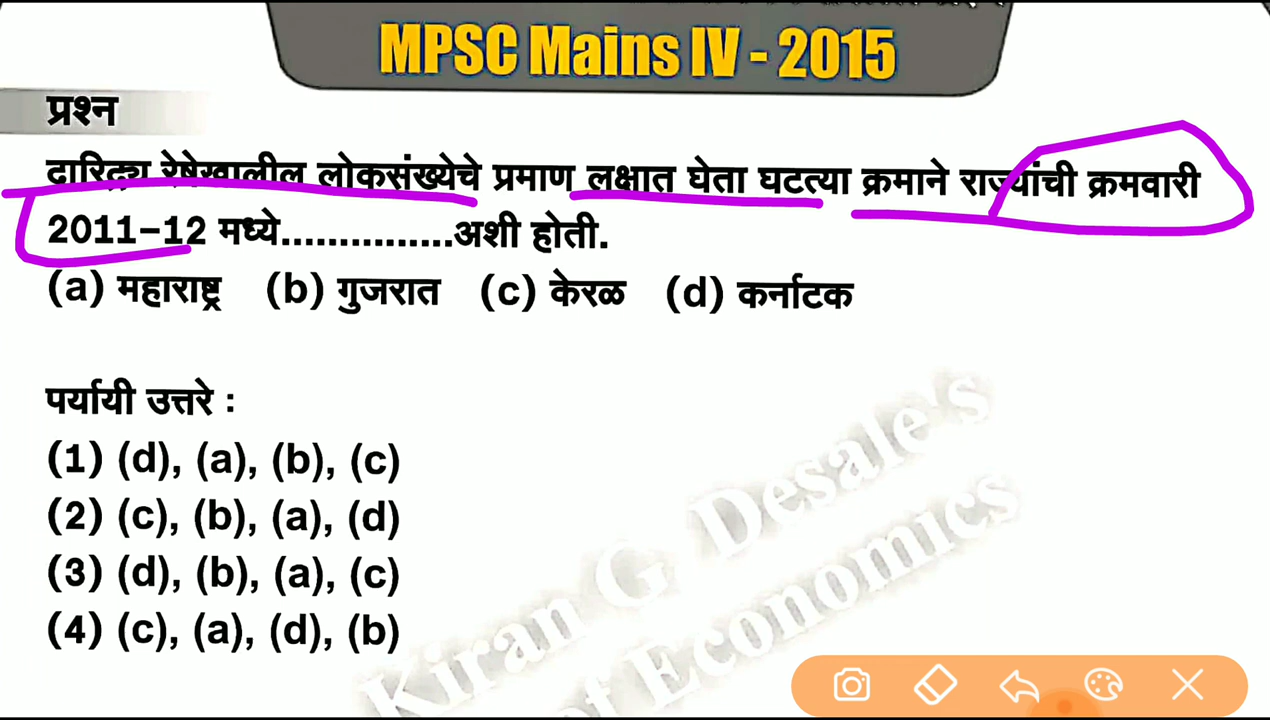 MPSC Mains IV - 2015
प्रश्न
दारिद्र्य रेषेखालील लोकसंख्येचे प्रमाण लक्षात घेता घटत्या क्रमाने राज्यांची क्रमवारी
2011-12 मध्ये...............अशी होती.
(a) महाराष्ट्र (b) गुजरात (c) केरळ (d) कर्नाटक
पर्यायी उत्तरे :
(1) (d), (a), (b), (c)
(2) (c), (b), (a), (d)
(3) (d), (b), (a), (c)
(4) (c), (a), (d), (b)
Kiran G. Desale's
of Economics